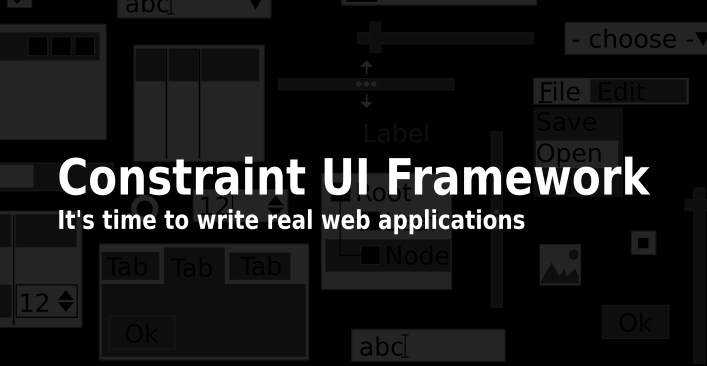 abc
- choose -
File Edit
Save
Label
Open
Constraint UI Framework
12
Root
It's time to write real web applications
Node
Tab Tab Tab
12
Ok
Ok
abc